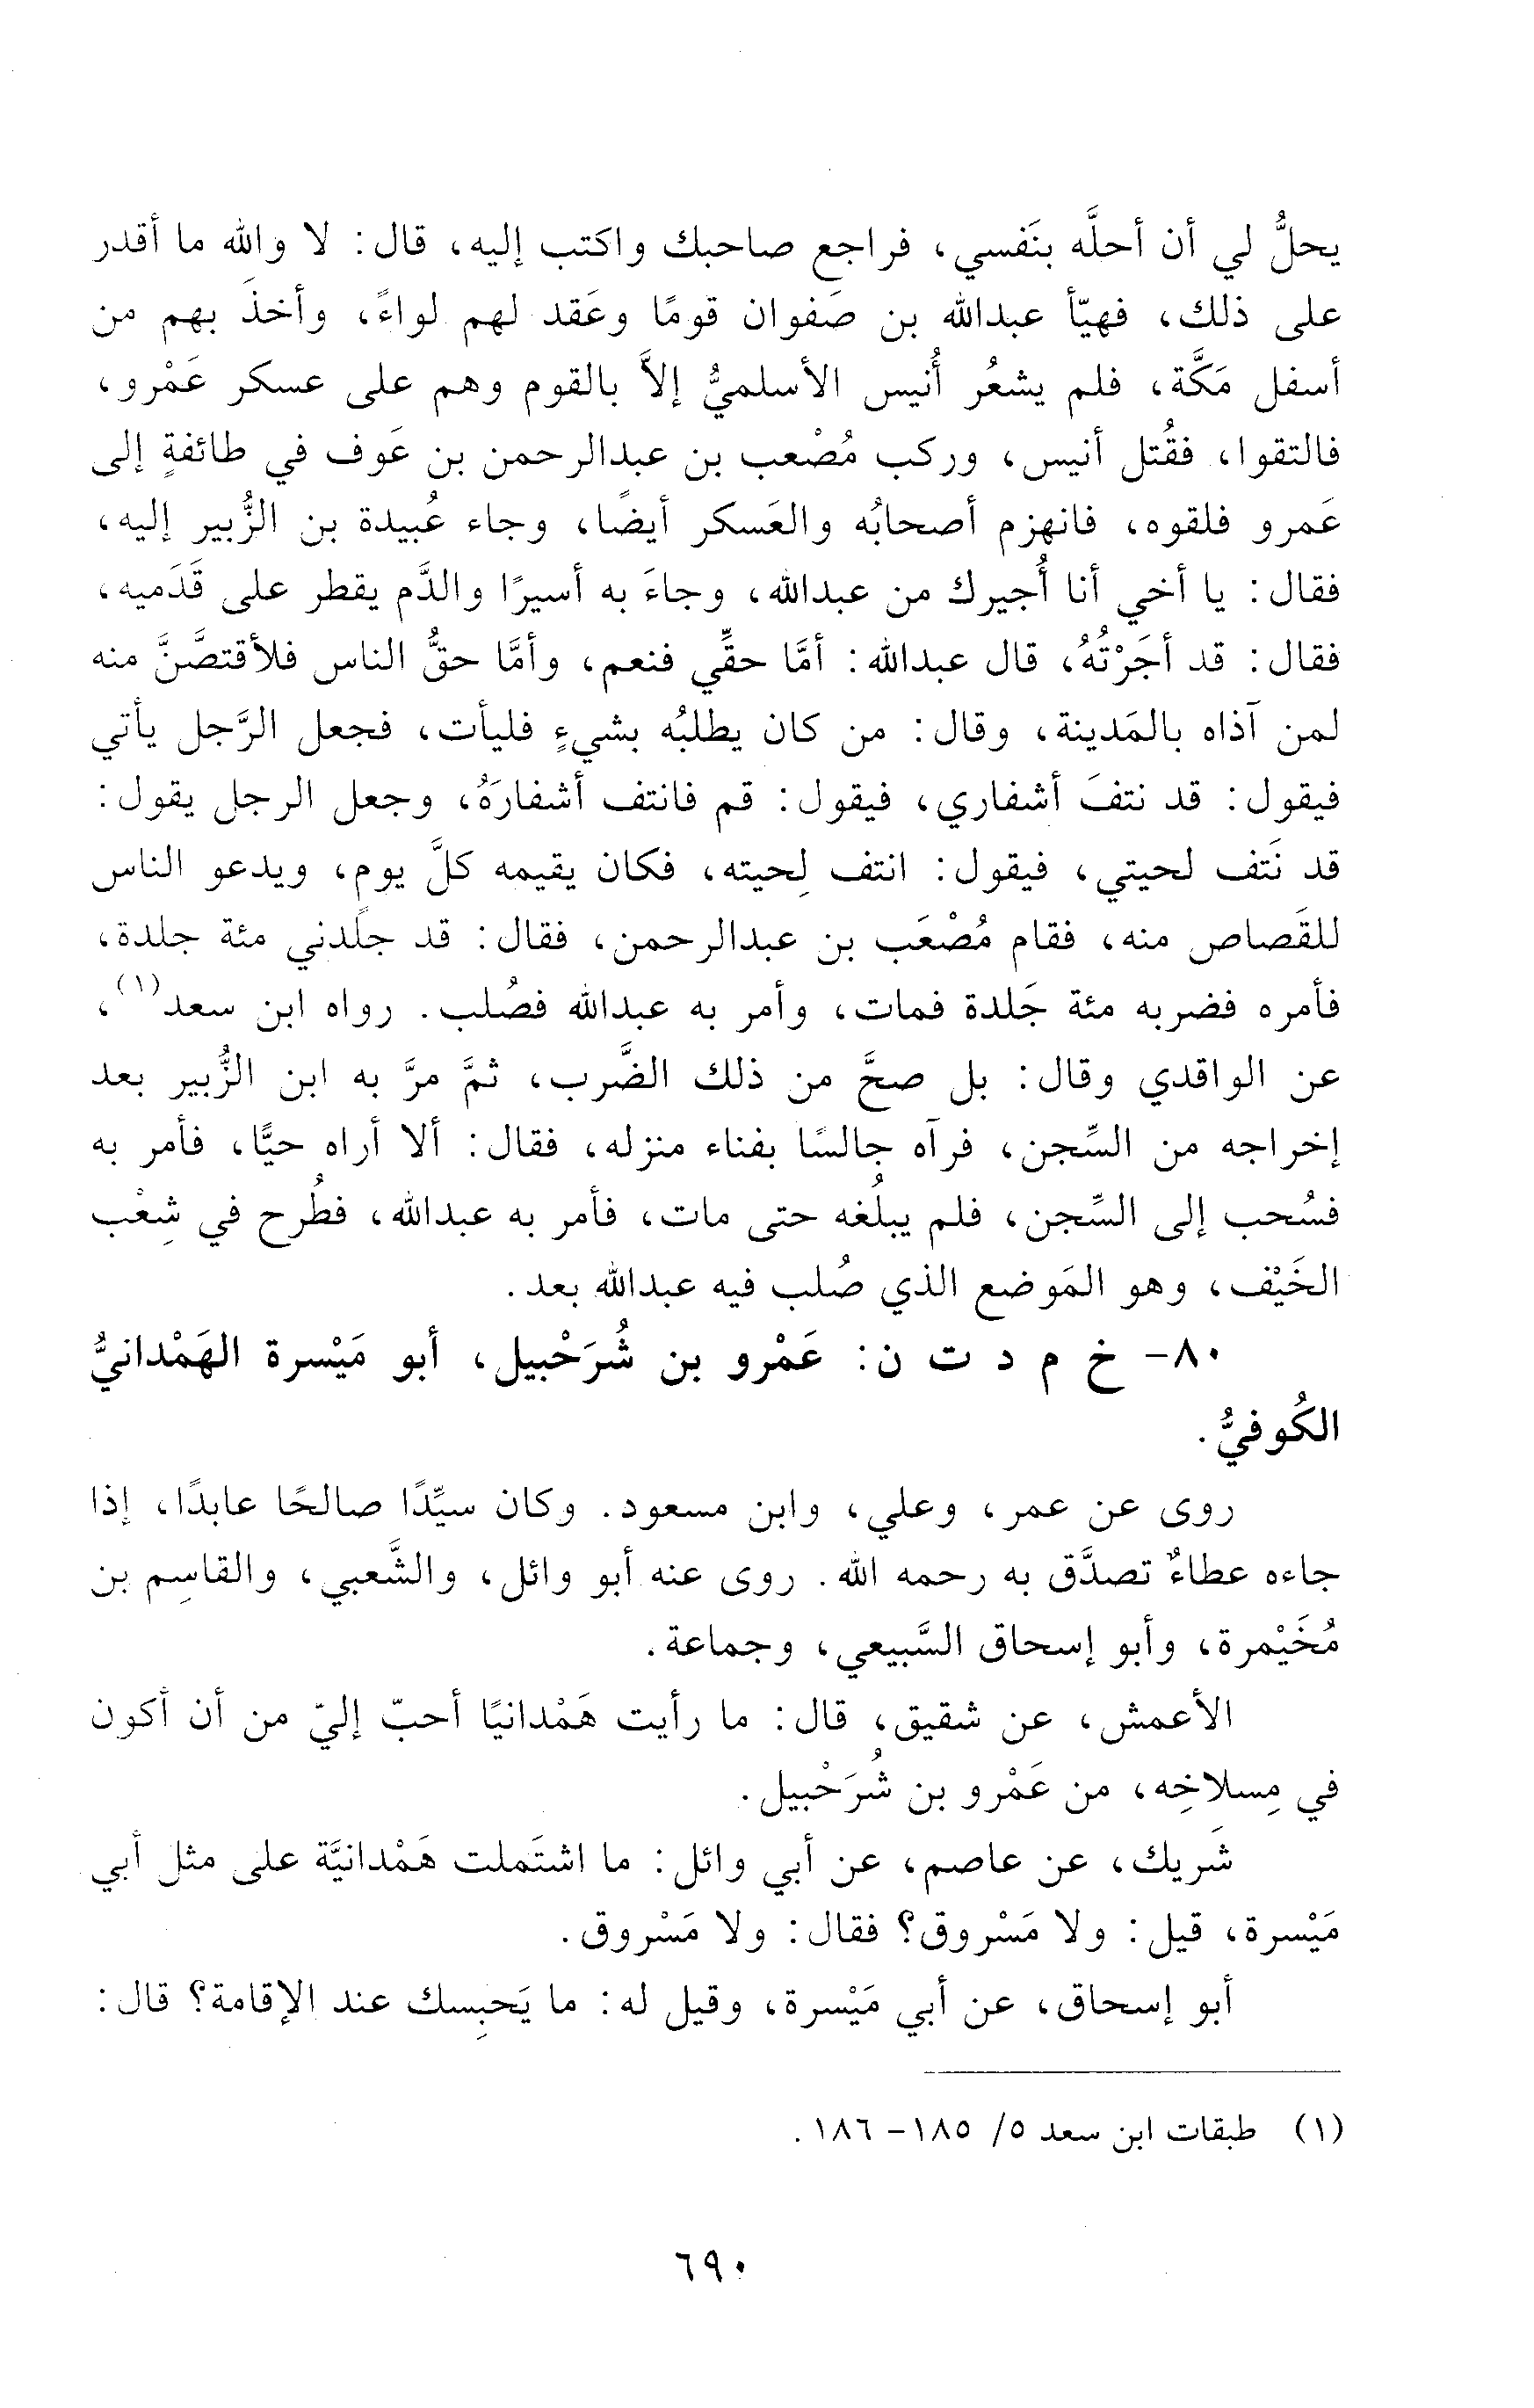 يحلُّ لي أن أحلَّه بنَفسي، فراجع صاحبك واكتب إليه، قال: لا والله ما أقدر
على ذلك، فهيّأ عبدالله بن صَفوان قومًا وعَقد لهم لواءً، وأخذَ بهم من
أسفل مَكَّة، فلم يشعُر أُنيس الأسلميُّ إلاَّ بالقوم وهم على عسكر عَمْرو،
فالتقوا، فقُتل أنيس، وركب مُصْعب بن عبدالرحمن بن عَوف في طائفةٍ إلى
عَمرو فلقوه، فانهزم أصحابُه والعَسكر أيضًا، وجاء عُبيدة بن الزُّبير إليه،
فقال: يا أخي أنا أُجيرك من عبدالله، وجاءَ به أسيرًا والدَّم يقطر على قَدَميه،
فقال: قد أجَرْتُهُ، قال عبدالله: أمَّا حقِّي فنعم، وأمَّا حقُّ الناس فلأقتصَّنَّ منه
لمن آذاه بالمَدينة، وقال: من كان يطلبُه بشيءٍ فليأت، فجعل الرَّجل يأتي
فيقول: قد نتفَ أشفاري، فيقول: قم فانتف أشفارَهُ، وجعل الرجل يقول:
قد نَتف لحيتي، فيقول: انتف لِحيته، فكان يقيمه كلَّ يوم، ويدعو الناس
للقَصاص منه، فقام مُصْعَب بن عبدالرحمن، فقال: قد جلَدني مئة جلدة،
فأمره فضربه مئة جَلدة فمات، وأمر به عبدالله فصُلب. رواه ابن سعد(١)،
عن الواقدي وقال: بل صحَّ من ذلك الضَّرب، ثمَّ مرَّ به ابن الزُّبير بعد
إخراجه من السِّجن، فرآه جالسًا بفناء منزله، فقال: ألا أراه حيًّا، فأمر به
فسُحب إلى السِّجن، فلم يبلُغه حتى مات، فأمر به عبدالله، فطُرح في شِعْب
الخَيْف، وهو المَوضع الذي صُلب فيه عبدالله بعد.
٨٠- خ م د ت ن: عَمْرو بن شُرَحْبيل، أبو مَيْسرة الهَمْدانيُّ
الكُوفيُّ.
روى عن عمر، وعلي، وابن مسعود. وكان سيِّدًا صالحًا عابدًا، إذا
جاءه عطاءٌ تصدَّق به رحمه الله. روى عنه أبو وائل، والشَّعبي، والقاسِم بن
مُخَيْمرة، وأبو إسحاق السَّبيعي، وجماعة.
الأعمش، عن شقيق، قال: ما رأيت هَمْدانيًا أحبّ إليّ من أن أكون
في مِسلاخِه، من عَمْرو بن شُرَحْبيل.
شَريك، عن عاصم، عن أبي وائل: ما اشتَملت هَمْدانيَّة على مثل أبي
مَيْسرة، قيل: ولا مَسْروق؟ فقال: ولا مَسْروق.
أبو إسحاق، عن أبي مَيْسرة، وقيل له: ما يَحبِسك عند الإقامة؟ قال:
(١) طبقات ابن سعد ٥/ ١٨٥- ١٨٦.
٦٩٠